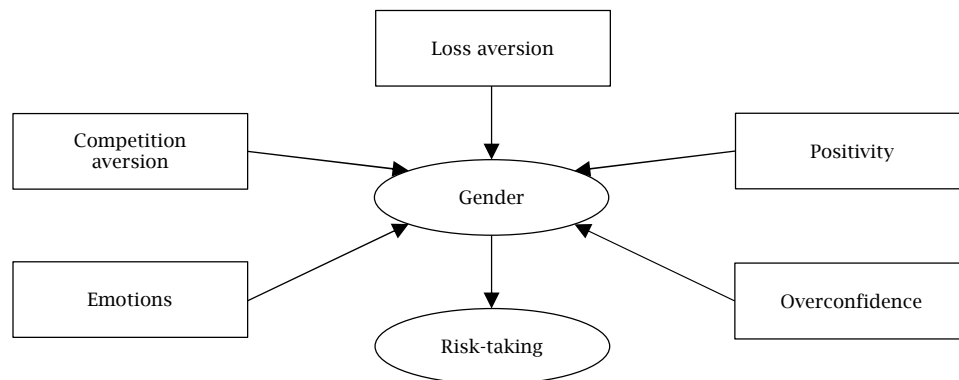 Loss aversion
Competition
aversion
Positivity
Gender
Emotions
Overconfidence
Risk-taking